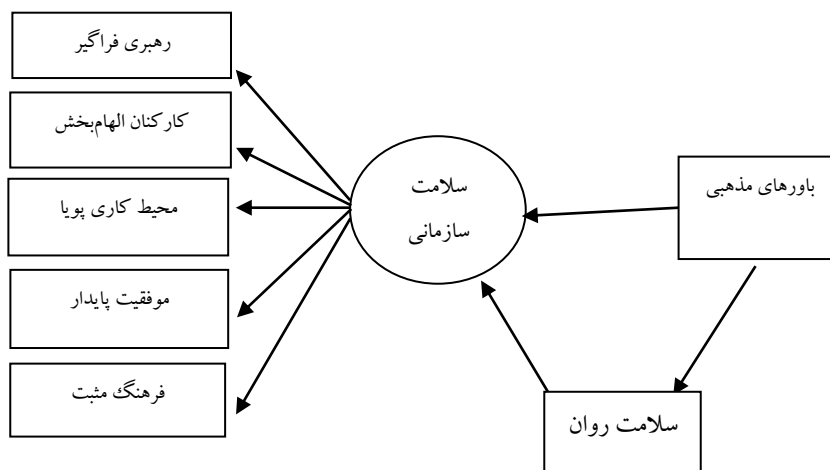 رهبری فراگیر
کارکنان الهام‌بخش
محیط کاری پویا
موفقیت پایدار
فرهنگ مثبت
سلامت
سازمانی
باورهای مذهبی
سلامت روان